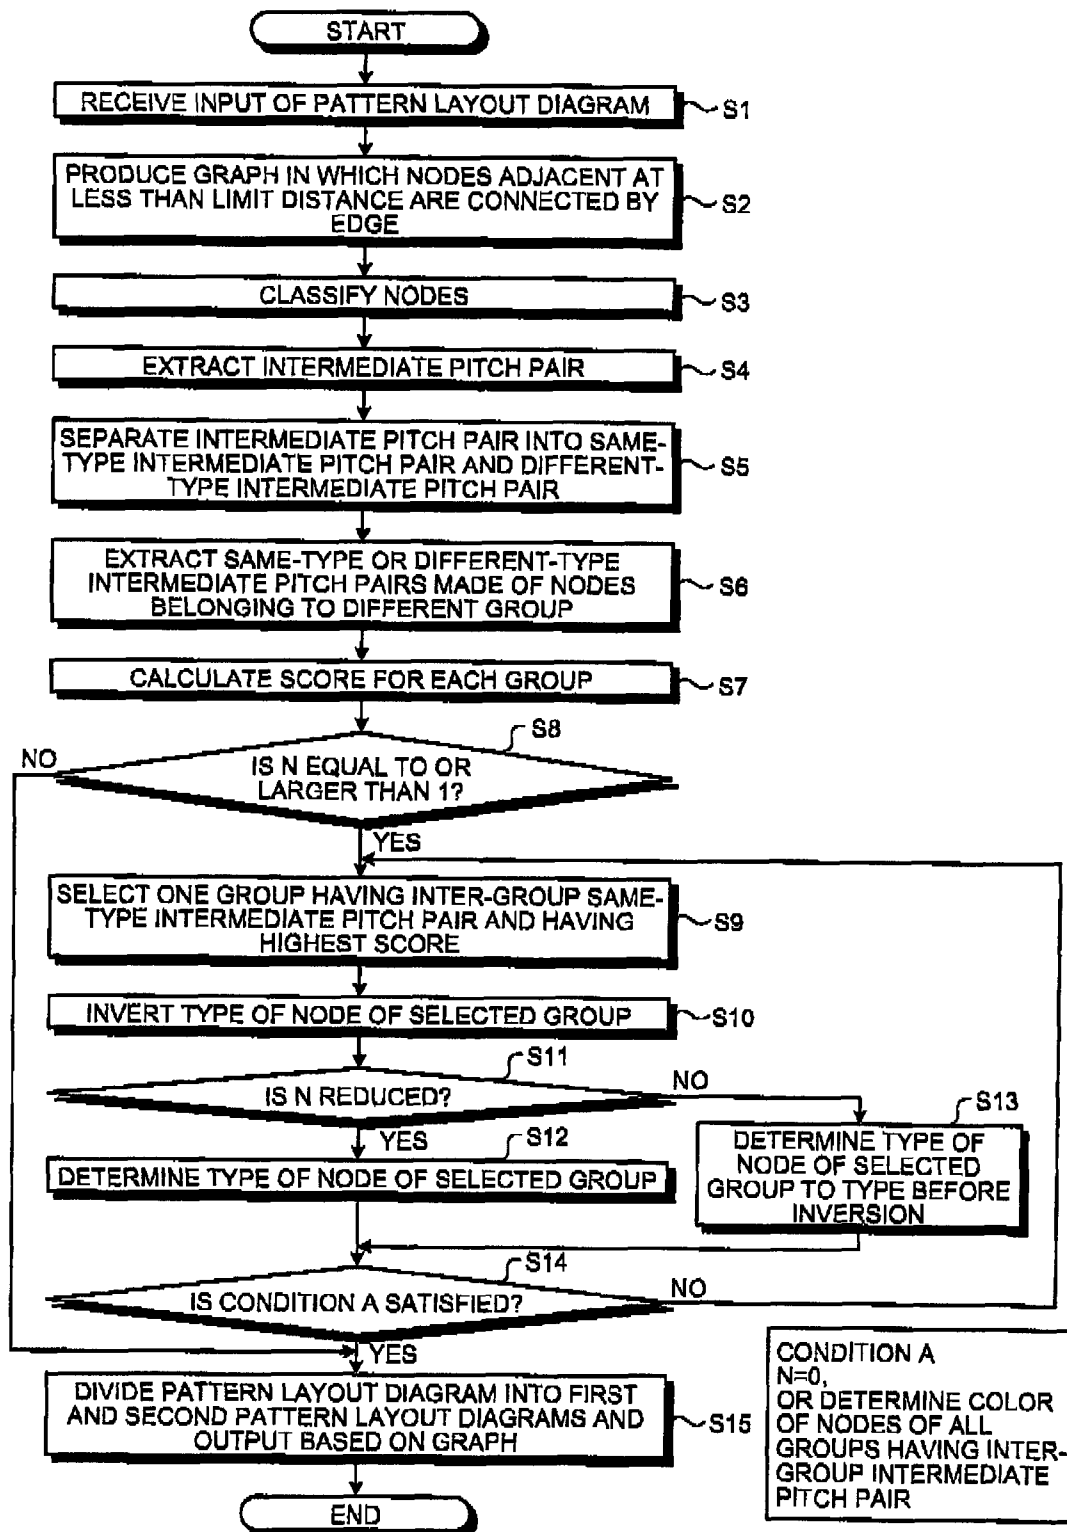 START
RECEIVE INPUT OF PATTERN LAYOUT DIAGRAM
S1
PRODUCE GRAPH IN WHICH NODES ADJACENT AT
LESS THAN LIMIT DISTANCE ARE CONNECTED BY
EDGE
S2
CLASSIFY NODES
S3
EXTRACT INTERMEDIATE PITCH PAIR
S4
SEPARATE INTERMEDIATE PITCH PAIR INTO SAME-
TYPE INTERMEDIATE PITCH PAIR AND DIFFERENT-
TYPE INTERMEDIATE PITCH PAIR
S5
EXTRACT SAME-TYPE OR DIFFERENT-TYPE
INTERMEDIATE PITCH PAIRS MADE OF NODES
BELONGING TO DIFFERENT GROUP
S6
CALCULATE SCORE FOR EACH GROUP
S7
S8
NO
IS N EQUAL TO OR
LARGER THAN 1?
YES
SELECT ONE GROUP HAVING INTER-GROUP SAME-
TYPE INTERMEDIATE PITCH PAIR AND HAVING
HIGHEST SCORE
S9
INVERT TYPE OF NODE OF SELECTED GROUP
S10
S11
IS N REDUCED?
NO
YES
S12
DETERMINE TYPE OF NODE OF SELECTED GROUP
S13
DETERMINE TYPE OF
NODE OF SELECTED
GROUP TO TYPE BEFORE
INVERSION
S14
IS CONDITION A SATISFIED?
NO
YES
DIVIDE PATTERN LAYOUT DIAGRAM INTO FIRST
AND SECOND PATTERN LAYOUT DIAGRAMS AND
OUTPUT BASED ON GRAPH
S15
END
CONDITION A
N=0,
OR DETERMINE COLOR
OF NODES OF ALL
GROUPS HAVING INTER-
GROUP INTERMEDIATE
PITCH PAIR